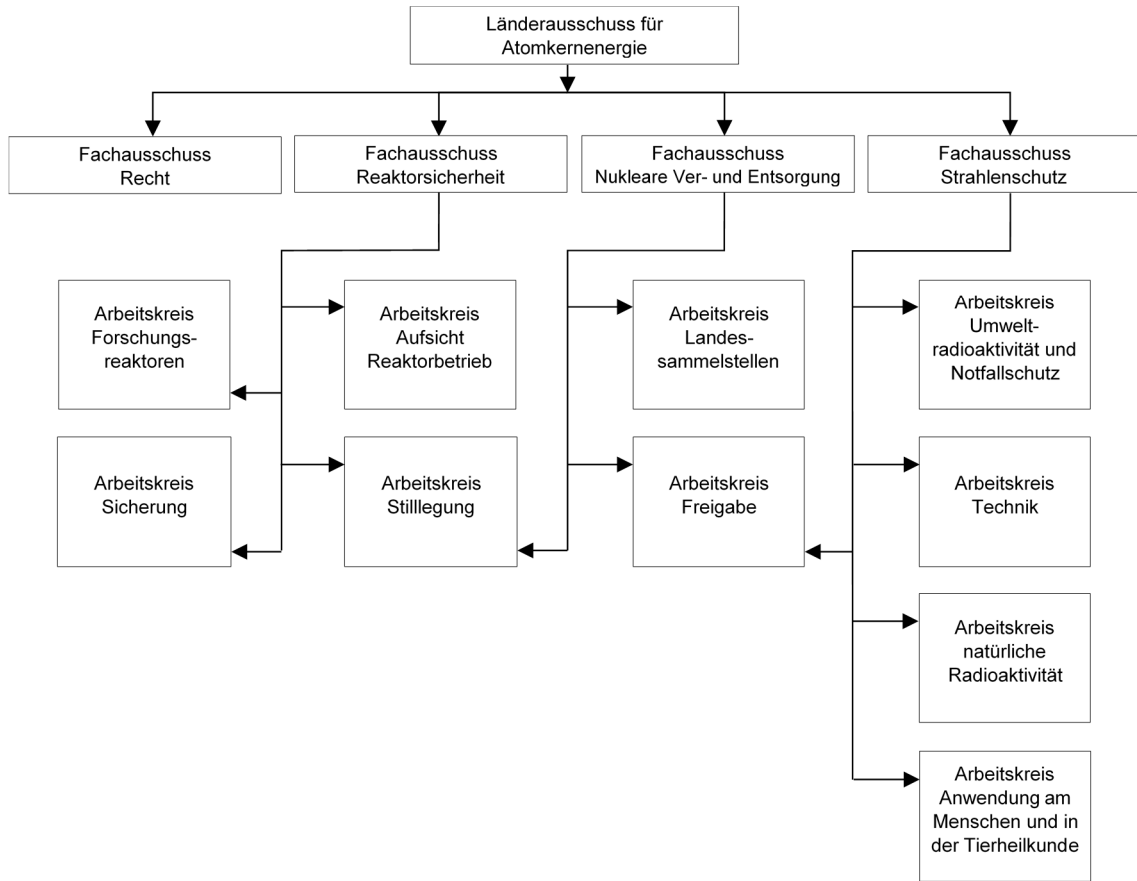 Länderausschuss für
Atomkernenergie
Fachausschuss
Recht
Fachausschuss
Reaktorsicherheit
Fachausschuss
Nukleare Ver- und Entsorgung
Fachausschuss
Strahlenschutz
Arbeitskreis
Forschungs-
reaktoren
Arbeitskreis
Aufsicht
Reaktorbetrieb
Arbeitskreis
Landes-
sammelstellen
Arbeitskreis
Umwelt-
radioaktivität und
Notfallschutz
Arbeitskreis
Sicherung
Arbeitskreis
Stilllegung
Arbeitskreis
Freigabe
Arbeitskreis
Technik
Arbeitskreis
natürliche
Radioaktivität
Arbeitskreis
Anwendung am
Menschen und in
der Tierheilkunde